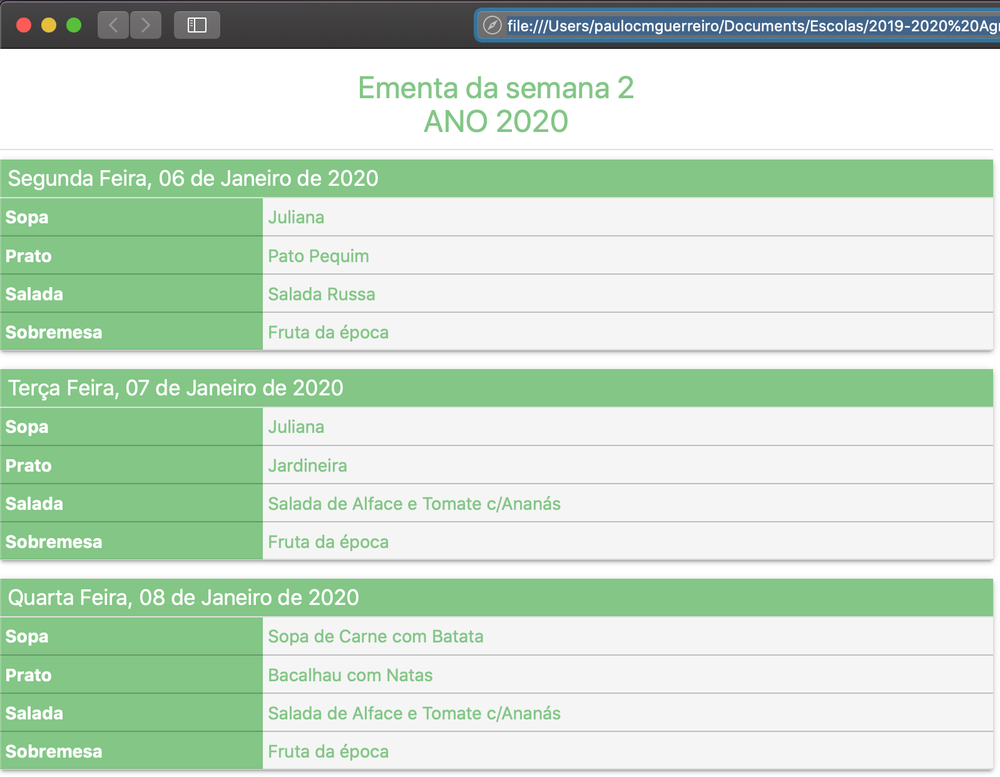 file:///Users/paulocmguerreiro/Documents/Escolas/2019-2020%20Agr
Ementa da semana 2
ANO 2020
Segunda Feira, 06 de Janeiro de 2020
Sopa Juliana
Prato Pato Pequim
Salada Salada Russa
Sobremesa Fruta da época
Terça Feira, 07 de Janeiro de 2020
Sopa Juliana
Prato Jardineira
Salada Salada de Alface e Tomate c/Ananás
Sobremesa Fruta da época
Quarta Feira, 08 de Janeiro de 2020
Sopa Sopa de Carne com Batata
Prato Bacalhau com Natas
Salada Salada de Alface e Tomate c/Ananás
Sobremesa Fruta da época